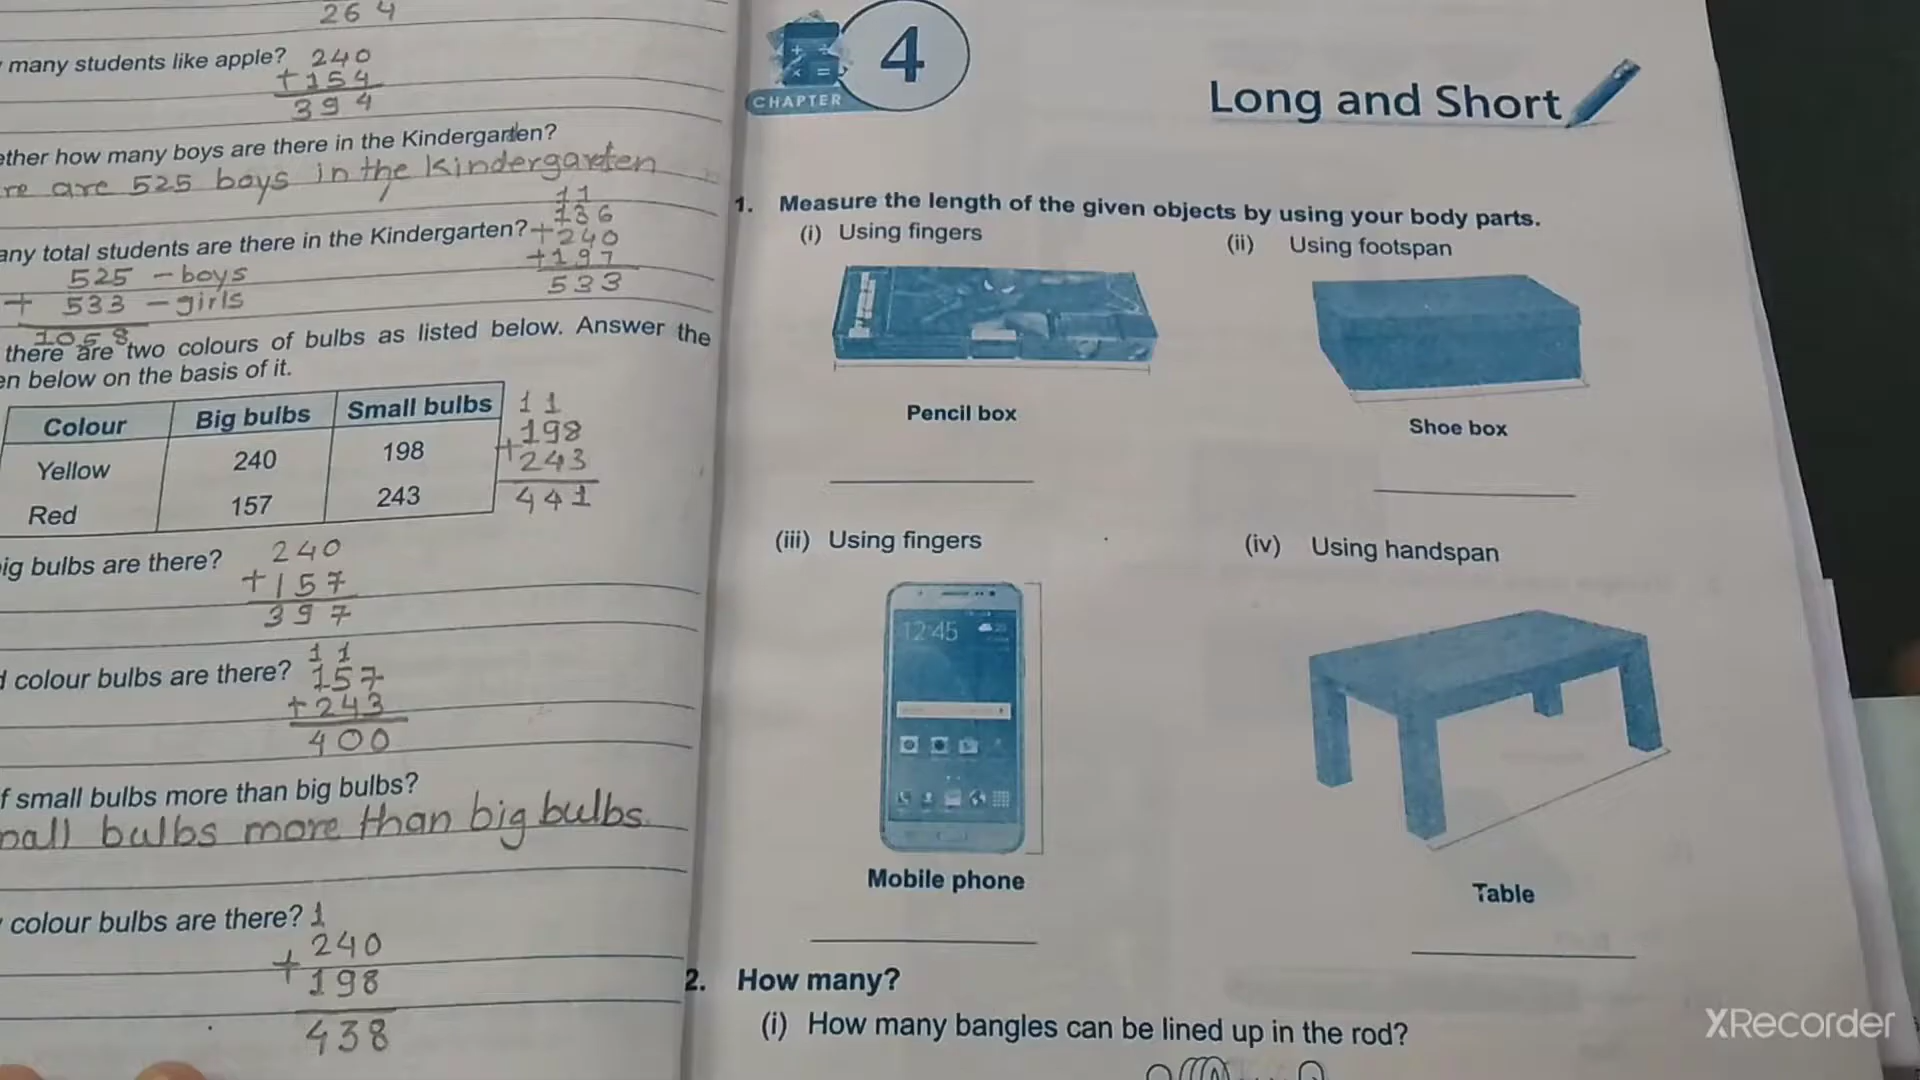 264
many students like apple? 240
+154
394
ether how many boys are there in the Kindergarten?
re are 525 boys in the kindergarten
11
136
any total students are there in the Kindergarten? +240
+197
533
525 - boys
+ 533 - girls
1058
there are two colours of bulbs as listed below. Answer the
en below on the basis of it.
Colour Big bulbs Small bulbs
Yellow 240 198
Red 157 243
11
198
+243
441
ig bulbs are there? 240
+157
397
11
d colour bulbs are there? 157
+243
400
f small bulbs more than big bulbs?
mall bulbs more than big bulbs.
colour bulbs are there? 1
240
+198
438
CHAPTER 4
Long and Short
1. Measure the length of the given objects by using your body parts.
(i) Using fingers
(ii) Using footspan
Pencil box
Shoe box
(iii) Using fingers
(iv) Using handspan
12:45
Mobile phone
Table
2. How many?
(i) How many bangles can be lined up in the rod?
XRecorder